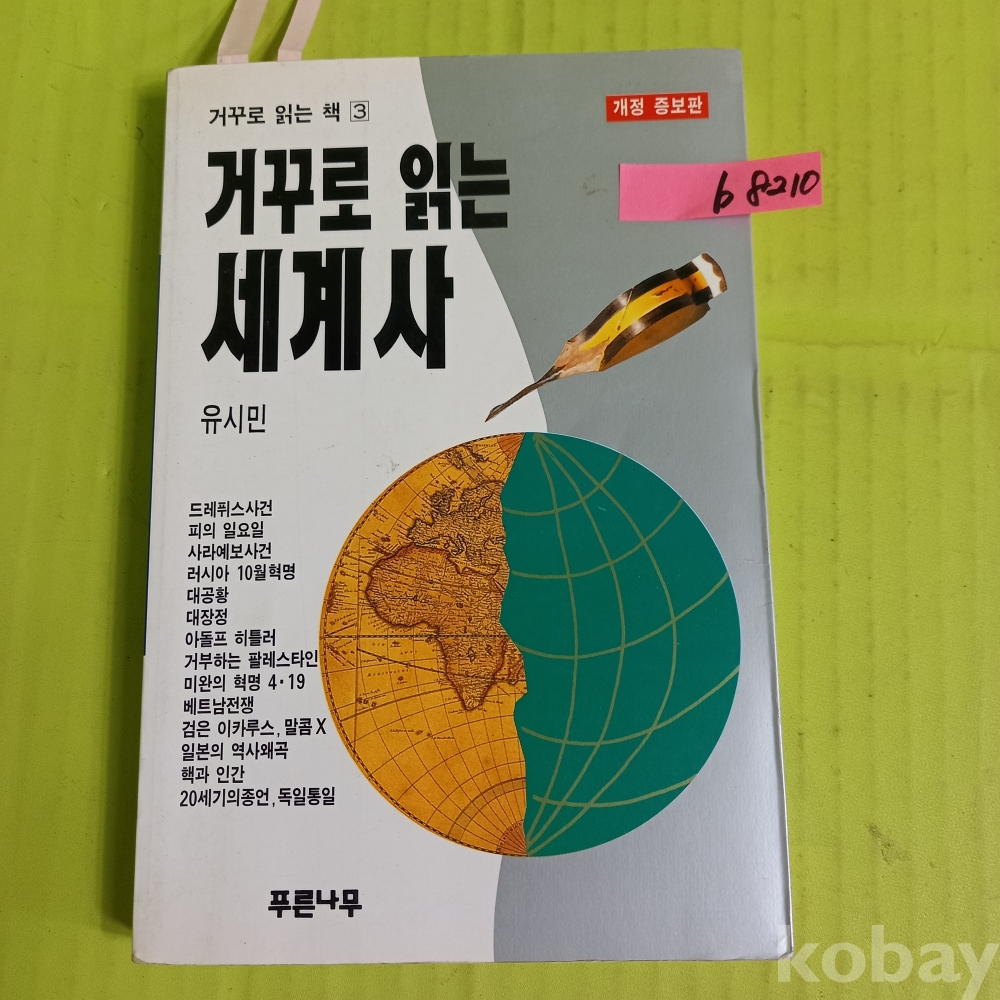 거꾸로 읽는 책 3
개정 증보판
거꾸로 읽는
세계사
b 8210
유시민
드레퓌스사건
피의 일요일
사라예보사건
러시아 10월혁명
대공황
대장정
아돌프 히틀러
거부하는 팔레스타인
미완의 혁명 4·19
베트남전쟁
검은 이카루스, 말콤 X
일본의 역사왜곡
핵과 인간
20세기의종언, 독일통일
푸른나무
kobay